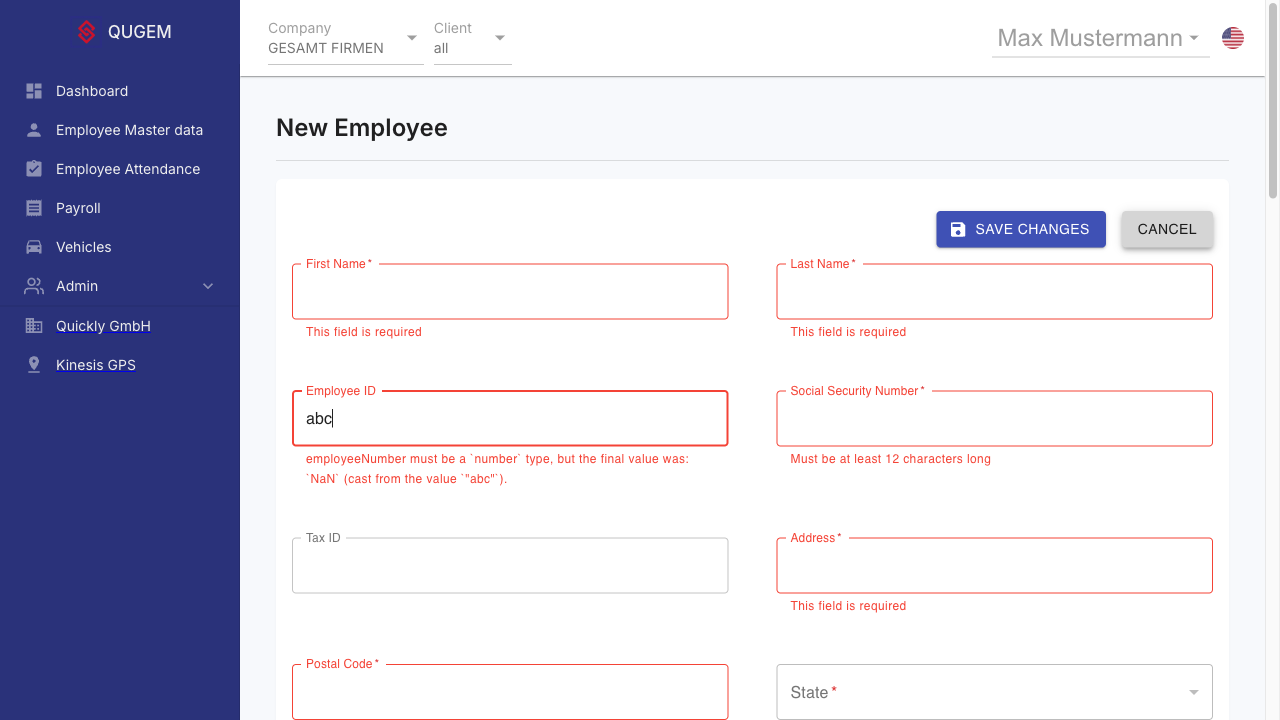 QUGEM
Dashboard
Employee Master data
Employee Attendance
Payroll
Vehicles
Admin
Quickly GmbH
Kinesis GPS
Company
GESAMT FIRMEN
Client
all
Max Mustermann
New Employee
SAVE CHANGES
CANCEL
First Name *
This field is required
Last Name *
This field is required
Employee ID
abc
employeeNumber must be a `number` type, but the final value was:
`NaN` (cast from the value `"abc"`).
Social Security Number *
Must be at least 12 characters long
Tax ID
Address *
This field is required
Postal Code *
State *